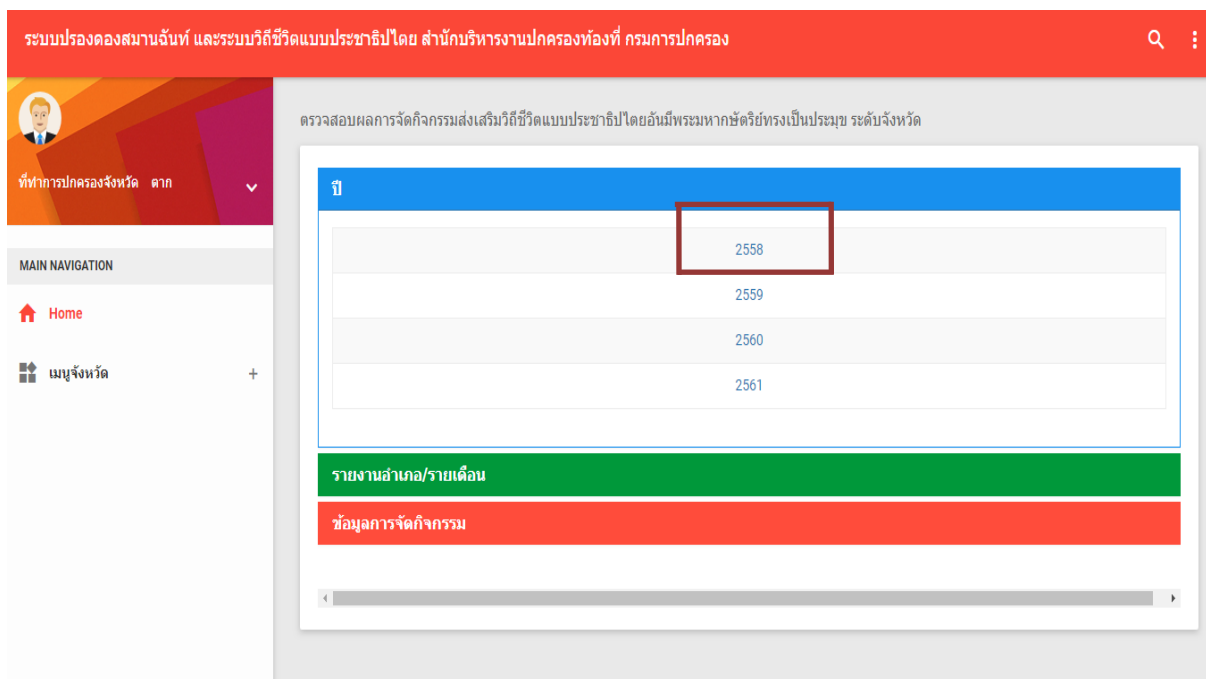 ระบบปรองดองสมานฉันท์ และระบบวิถีชีวิตแบบประชาธิปไตย สำนักบริหารงานปกครองท้องที่ กรมการปกครอง
ที่ทำการปกครองจังหวัด ตาก
MAIN NAVIGATION
Home
เมนูจังหวัด +
ตรวจสอบผลการจัดกิจกรรมส่งเสริมวิถีชีวิตแบบประชาธิปไตยอันมีพระมหากษัตริย์ทรงเป็นประมุข ระดับจังหวัด
ปี
2558
2559
2560
2561
รายงานอำเภอ/รายเดือน
ข้อมูลการจัดกิจกรรม